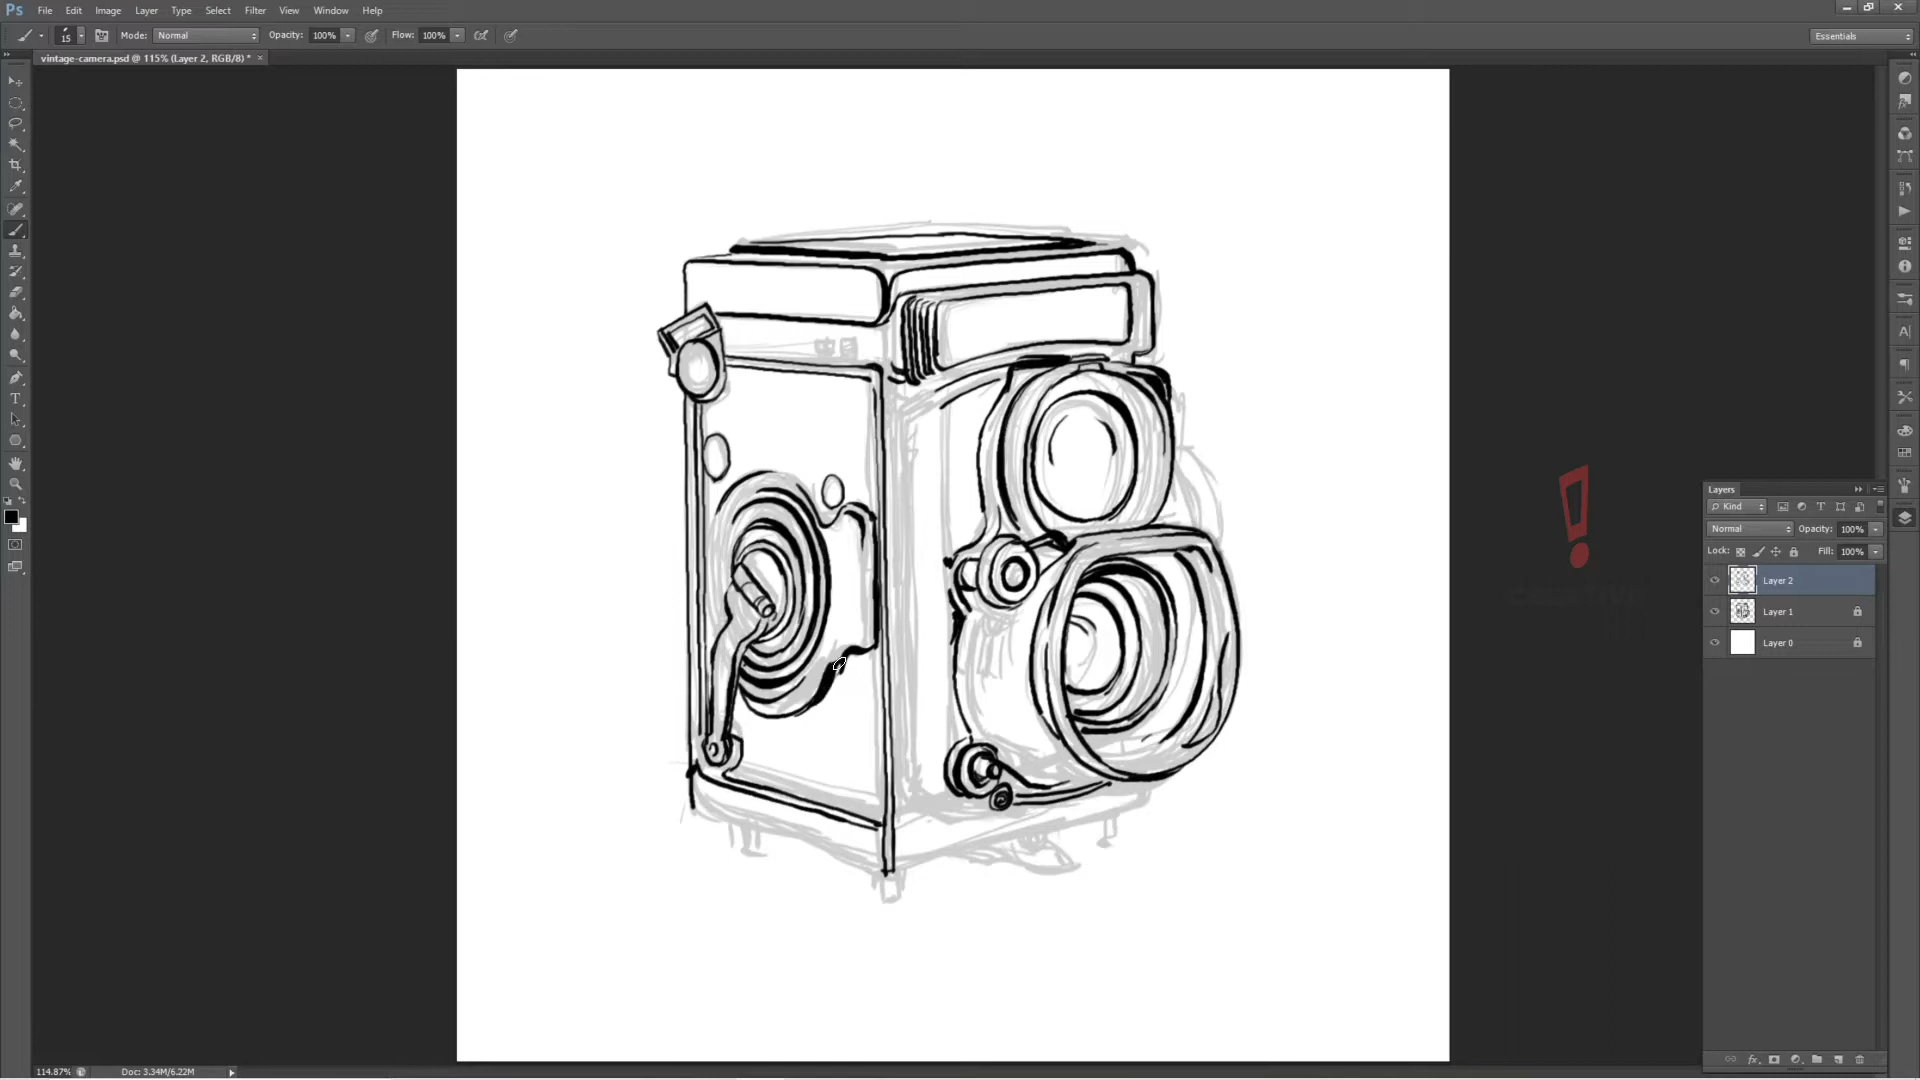 Ps File Edit Image Layer Type Select Filter View Window Help
15 Mode: Normal Opacity: 100% Flow: 100% Essentials
vintage-camera.psd @ 115% (Layer 2, RGB/8) * ×
Layers
Kind
Normal Opacity: 100%
Lock: Fill: 100%
Layer 2
Layer 1
Layer 0
114.87% Doc: 3.34M/6.22M